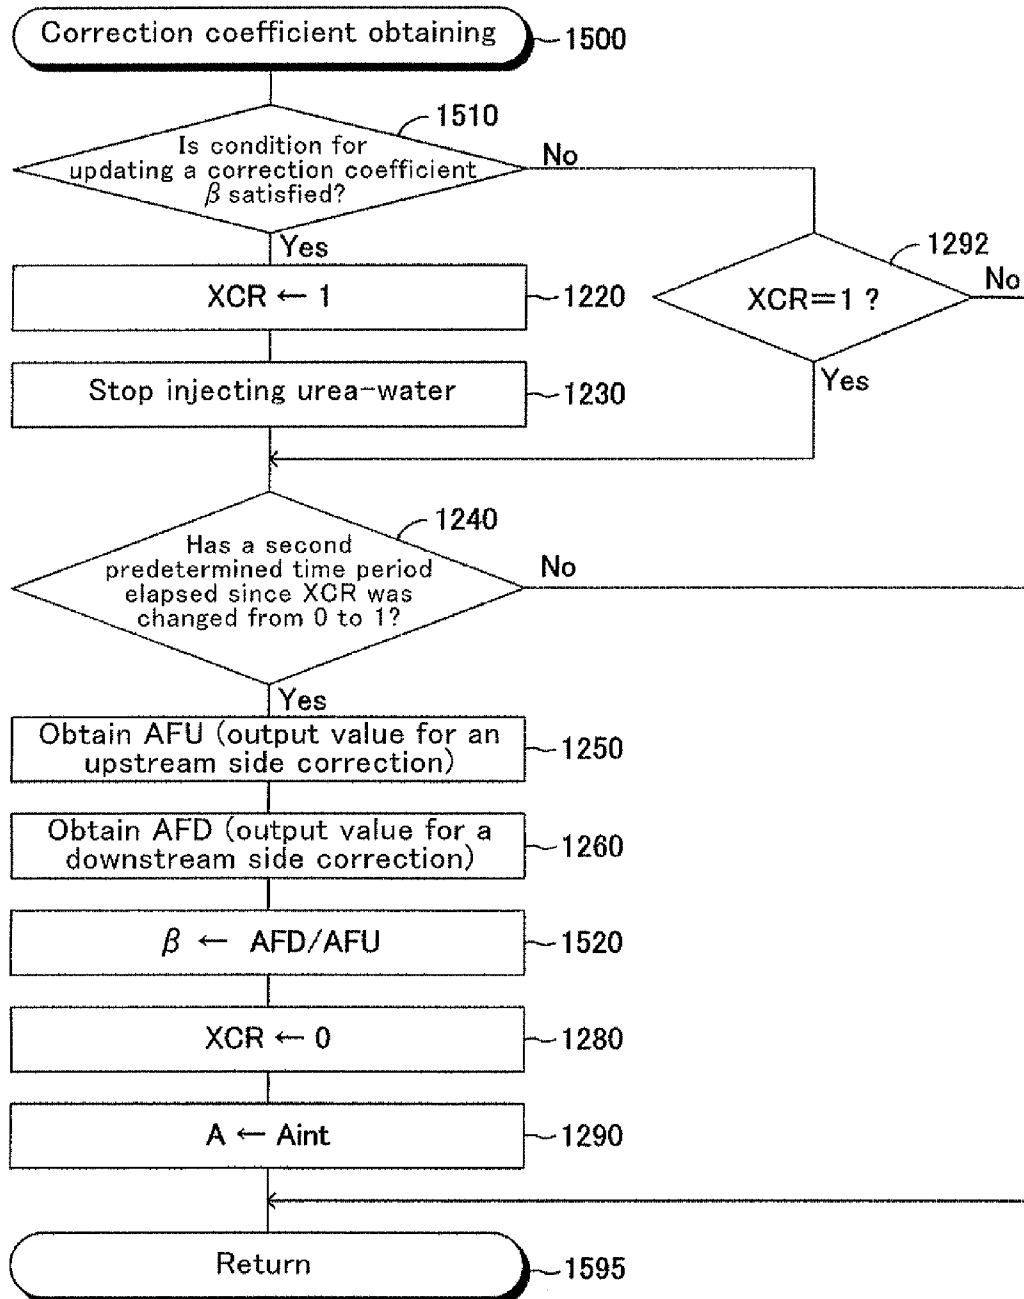 Correction coefficient obtaining
1500
1510
Is condition for
updating a correction coefficient
β satisfied?
No
Yes
1292
XCR=1 ?
No
Yes
XCR ← 1
1220
Stop injecting urea-water
1230
1240
Has a second
predetermined time period
elapsed since XCR was
changed from 0 to 1?
No
Yes
Obtain AFU (output value for an
upstream side correction)
1250
Obtain AFD (output value for a
downstream side correction)
1260
β ← AFD/AFU
1520
XCR ← 0
1280
A ← Aint
1290
Return
1595